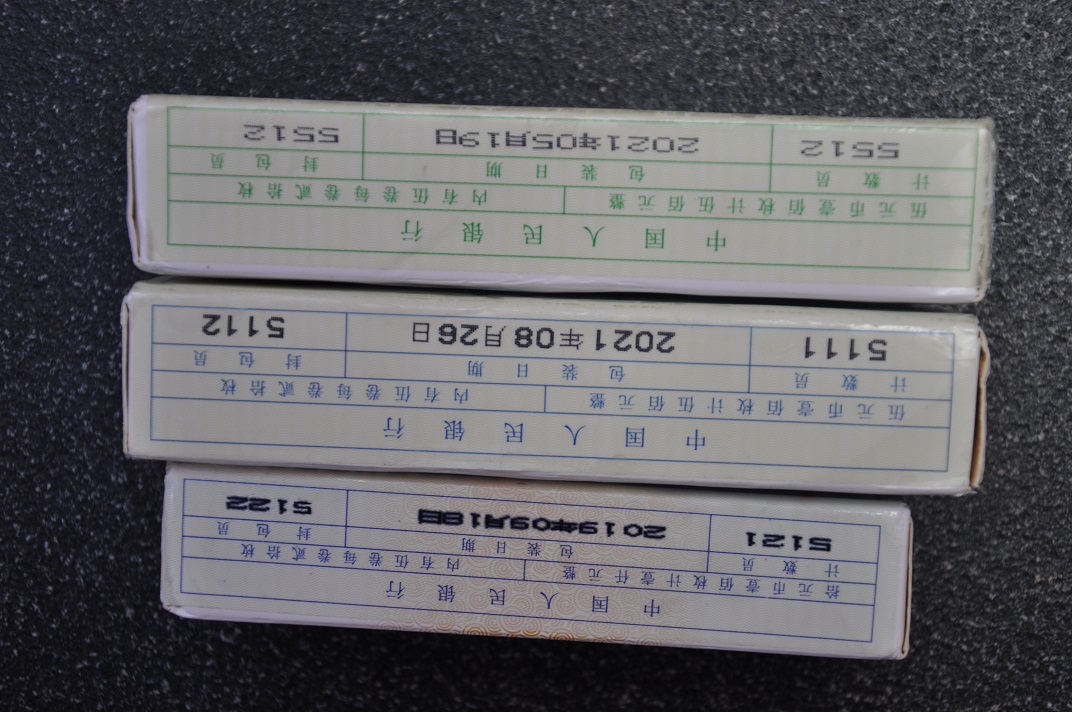 中国人民银行
拾元币壹佰枚计壹仟元整 内有伍卷每卷贰拾枚
计数员 包装日期 封包员
5121 2019年09月18日 5122
中国人民银行
伍元币壹佰枚计伍佰元整 内有伍卷每卷贰拾枚
计数员 包装日期 封包员
5111 2021年08月26日 5112
中国人民银行
伍元币壹佰枚计伍佰元整 内有伍卷每卷贰拾枚
计数员 包装日期 封包员
5512 2021年05月19日 5512